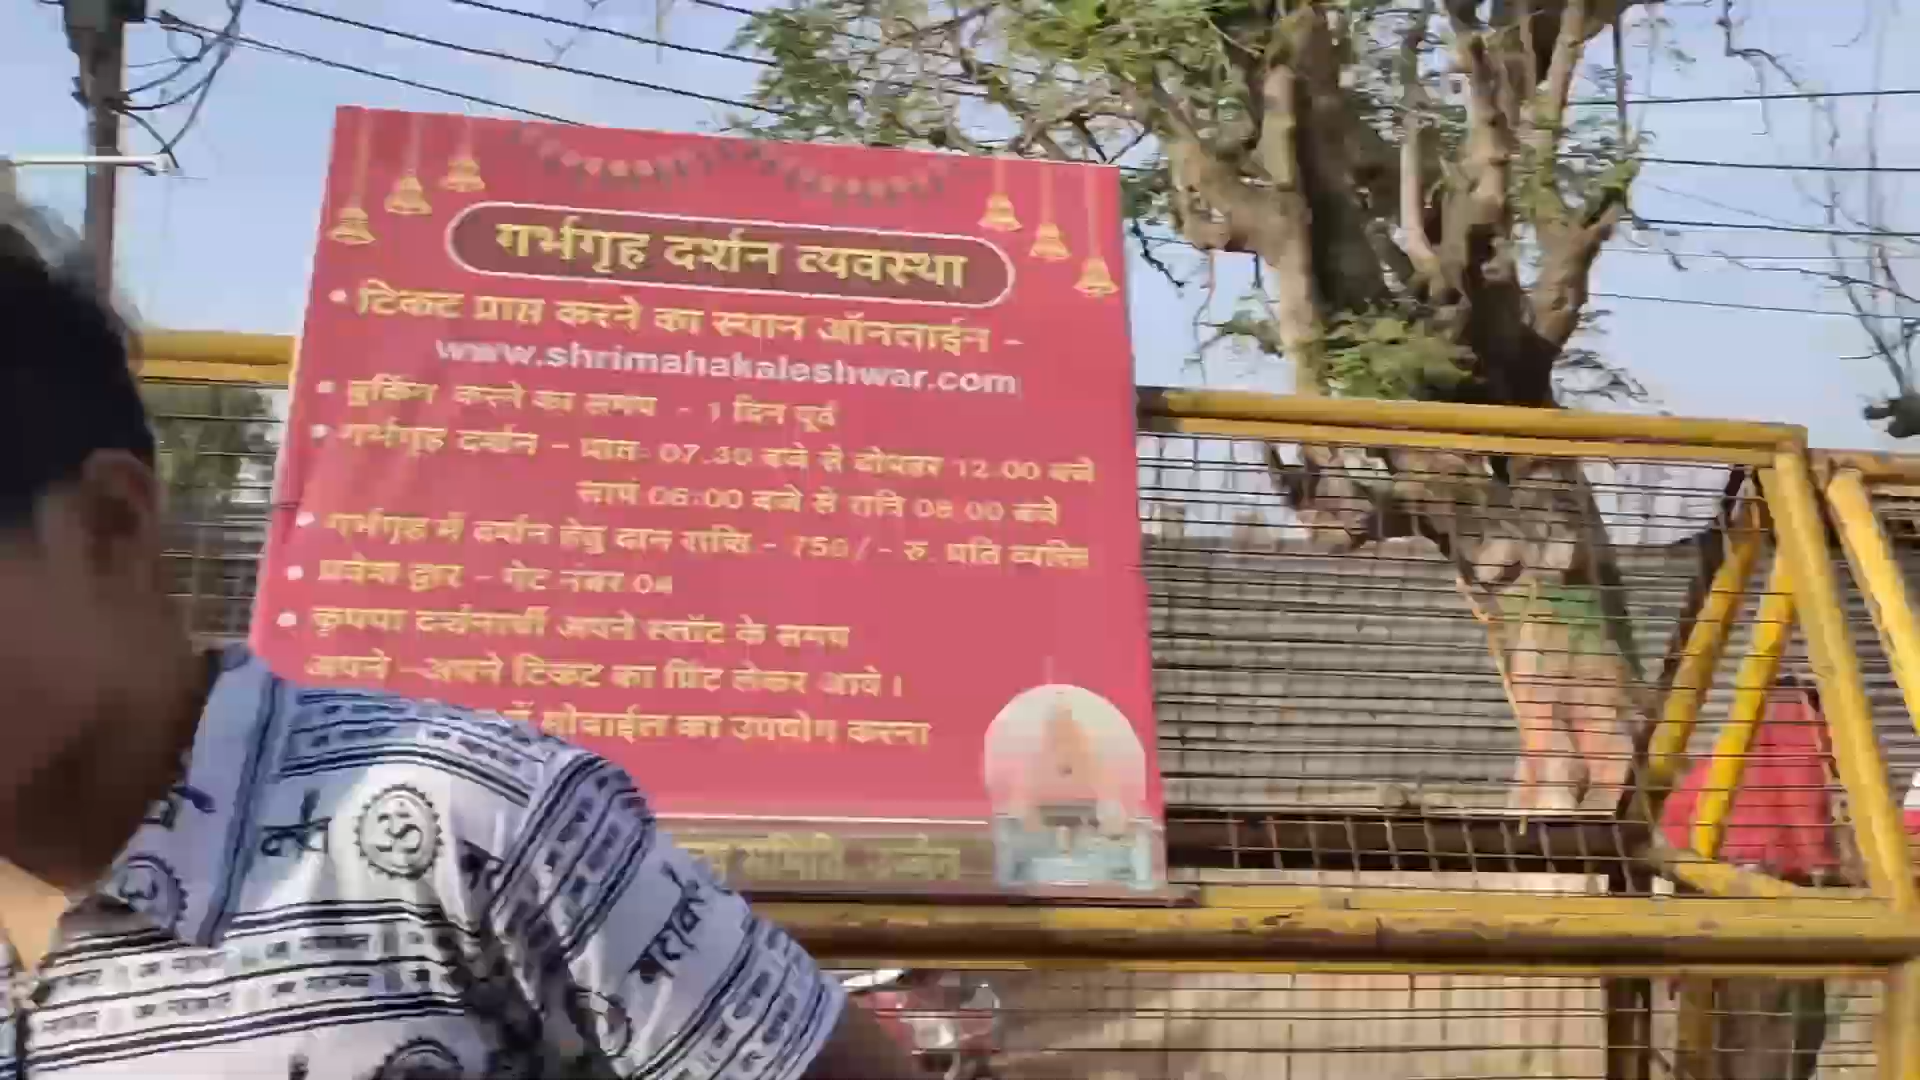 गर्भगृह दर्शन व्यवस्था
• टिकट प्राप्त करने का स्थान ऑनलाईन -
www.shrimahakaleshwar.com
• बुकिंग करने का समय - 1 दिन पूर्व
• गर्भगृह दर्शन - प्रातः 07.30 बजे से दोपहर 12.00 बजे
सायं 06:00 बजे से रात्रि 08.00 बजे
• गर्भगृह में दर्शन हेतु दान राशि - 750/- रु. प्रति व्यक्ति
• प्रवेश द्वार - गेट नंबर 04
• कृपया दर्शनार्थी अपने स्लॉट के समय
अपने -अपने टिकट का प्रिंट लेकर आवे।
में मोबाईल का उपयोग करना
समिति, उज्जैन
ॐ